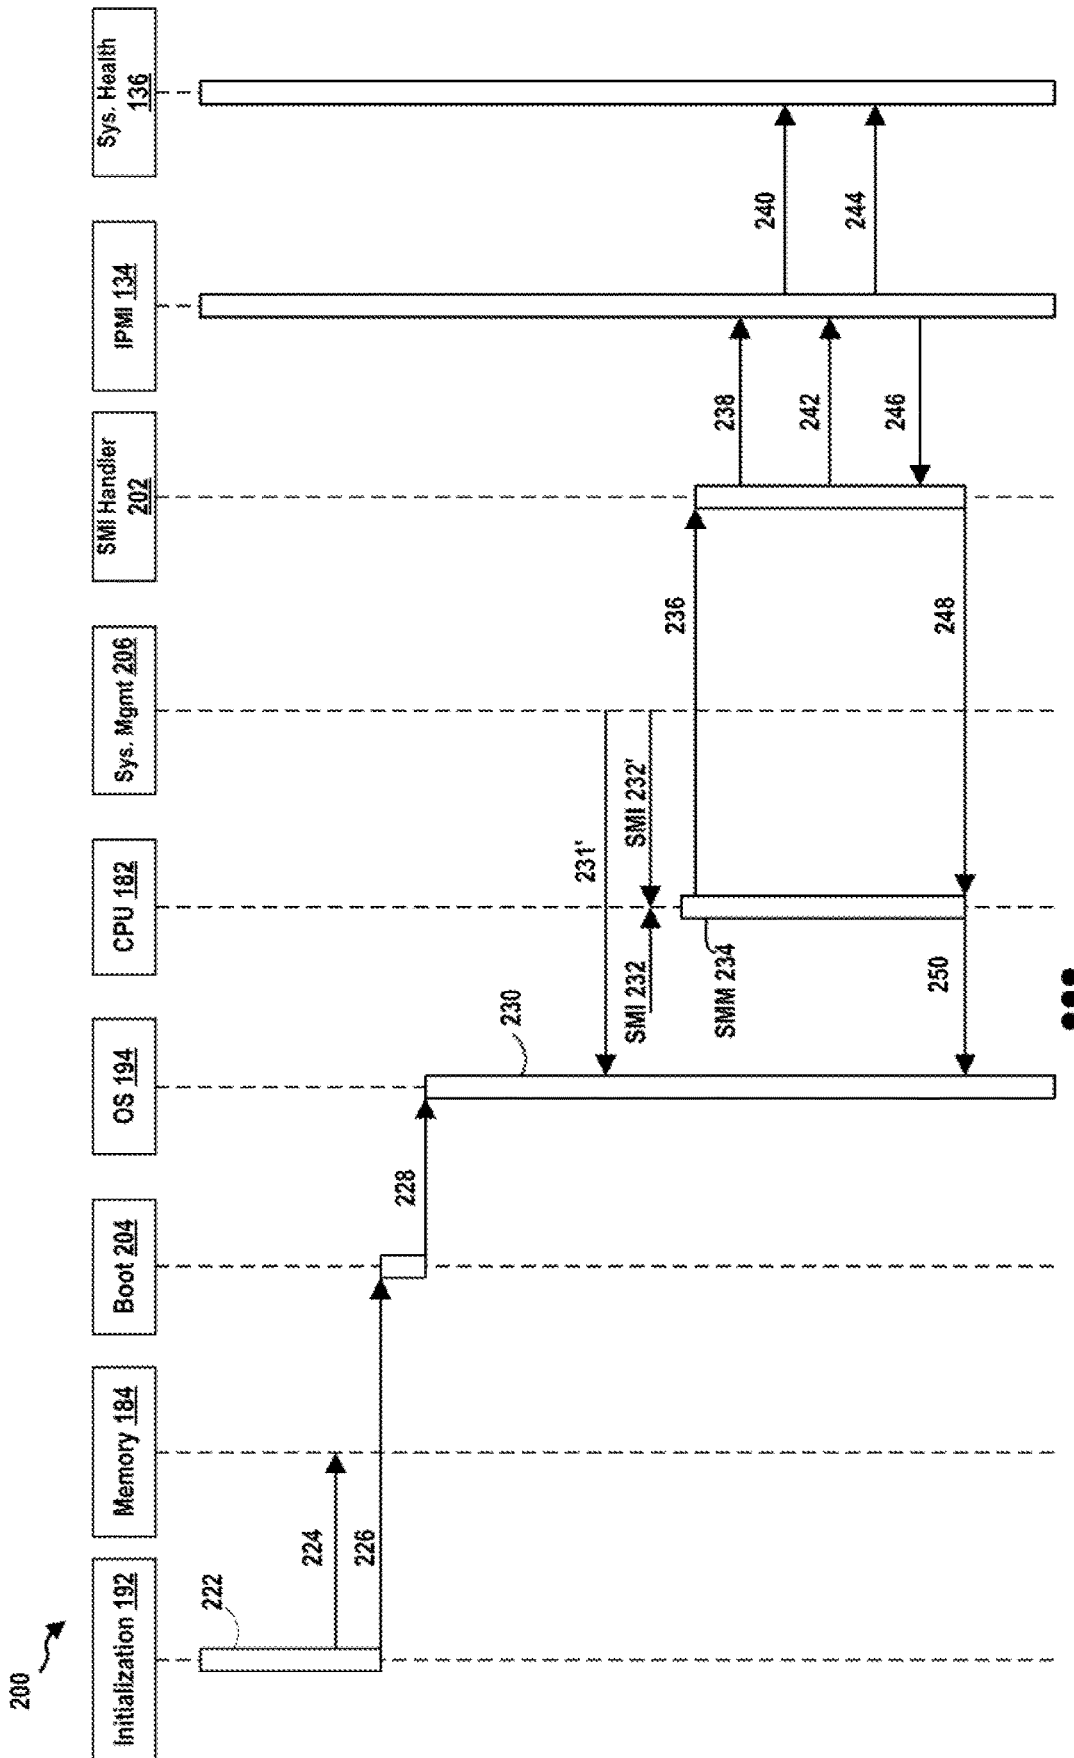 200
Initialization 192
Memory 184
Boot 204
OS 194
CPU 182
Sys. Mgmt 206
SMI Handler
202
IPMI 134
Sys. Health
136
222
224
226
228
230
231'
SMI 232
SMI 232'
SMM 234
236
238
240
242
244
246
248
250